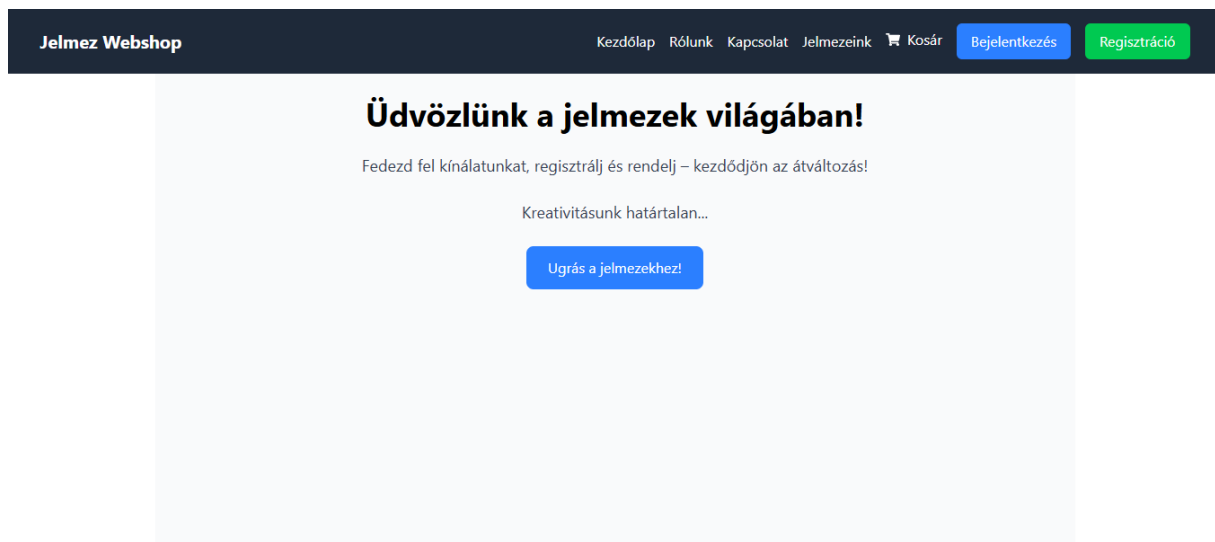 Jelmez Webshop
Kezdőlap Rólunk Kapcsolat Jelmezeink Kosár Bejelentkezés Regisztráció
Üdvözlünk a jelmezek világában!
Fedezd fel kínálatunkat, regisztrálj és rendelj – kezdődjön az átváltozás!
Kreativitásunk határtalan...
Ugrás a jelmezekhez!